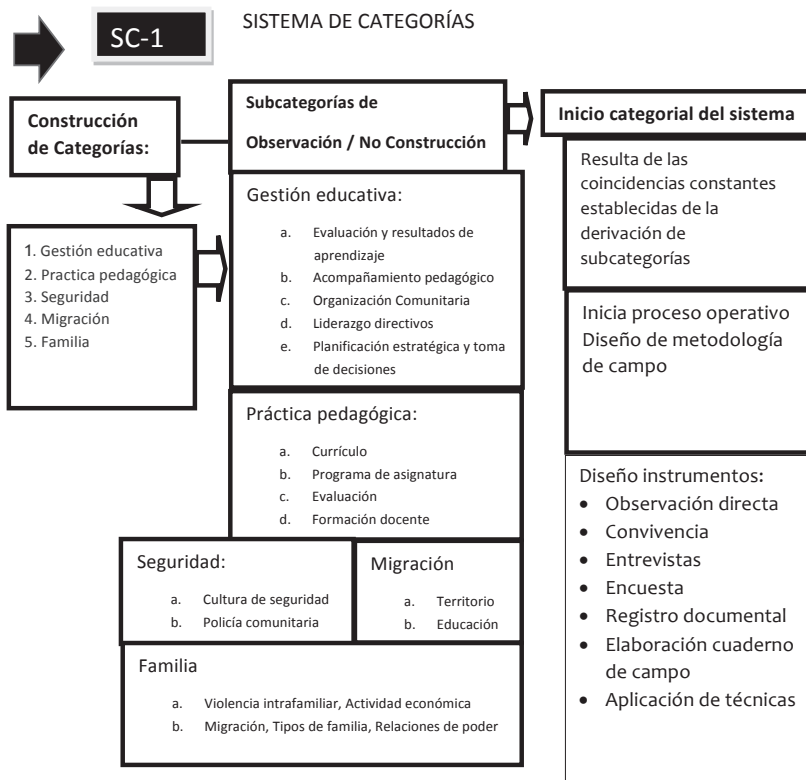 SC-1
SISTEMA DE CATEGORÍAS
Construcción
de Categorías:
1. Gestión educativa
2. Practica pedagógica
3. Seguridad
4. Migración
5. Familia
Subcategorías de
Observación / No Construcción
Gestión educativa:
a. Evaluación y resultados de
aprendizaje
b. Acompañamiento pedagógico
c. Organización Comunitaria
d. Liderazgo directivos
e. Planificación estratégica y toma
de decisiones
Práctica pedagógica:
a. Currículo
b. Programa de asignatura
c. Evaluación
d. Formación docente
Seguridad:
a. Cultura de seguridad
b. Policía comunitaria
Migración
a. Territorio
b. Educación
Familia
a. Violencia intrafamiliar, Actividad económica
b. Migración, Tipos de familia, Relaciones de poder
Inicio categorial del sistema
Resulta de las
coincidencias constantes
establecidas de la
derivación de
subcategorías
Inicia proceso operativo
Diseño de metodología
de campo
Diseño instrumentos:
• Observación directa
• Convivencia
• Entrevistas
• Encuesta
• Registro documental
• Elaboración cuaderno
de campo
• Aplicación de técnicas